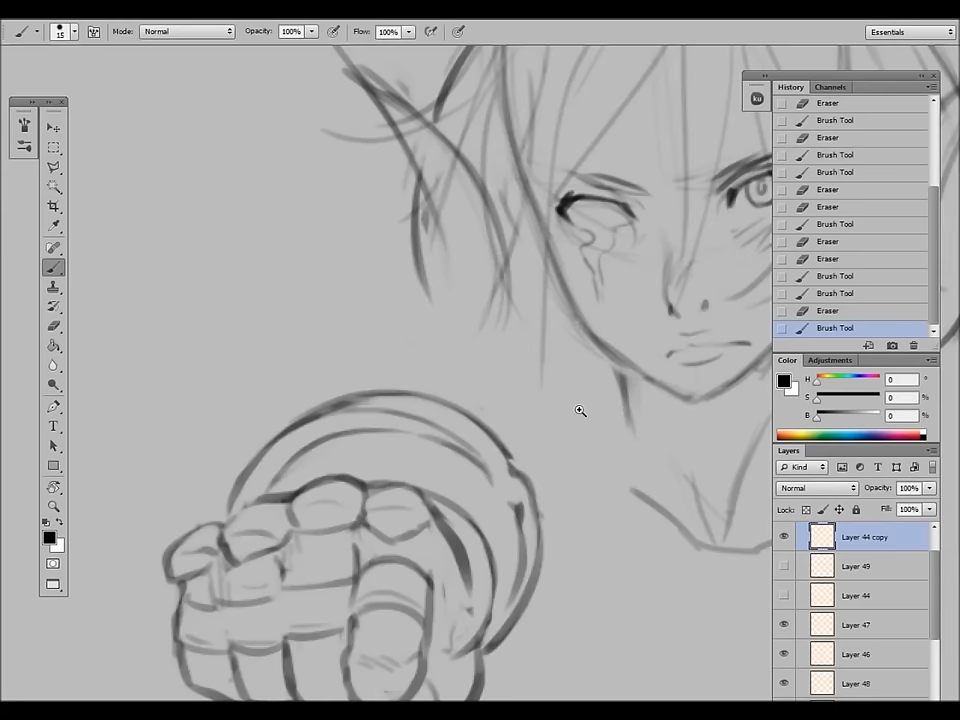 15 Mode: Normal Opacity: 100% Flow: 100% Essentials
ku
History Channels
Eraser
Brush Tool
Eraser
Brush Tool
Brush Tool
Eraser
Eraser
Brush Tool
Eraser
Eraser
Brush Tool
Brush Tool
Eraser
Brush Tool
Color Adjustments
H 0 °
S 0 %
B 0 %
Layers
Kind
Normal Opacity: 100%
Lock: Fill: 100%
Layer 44 copy
Layer 49
Layer 44
Layer 47
Layer 46
Layer 48